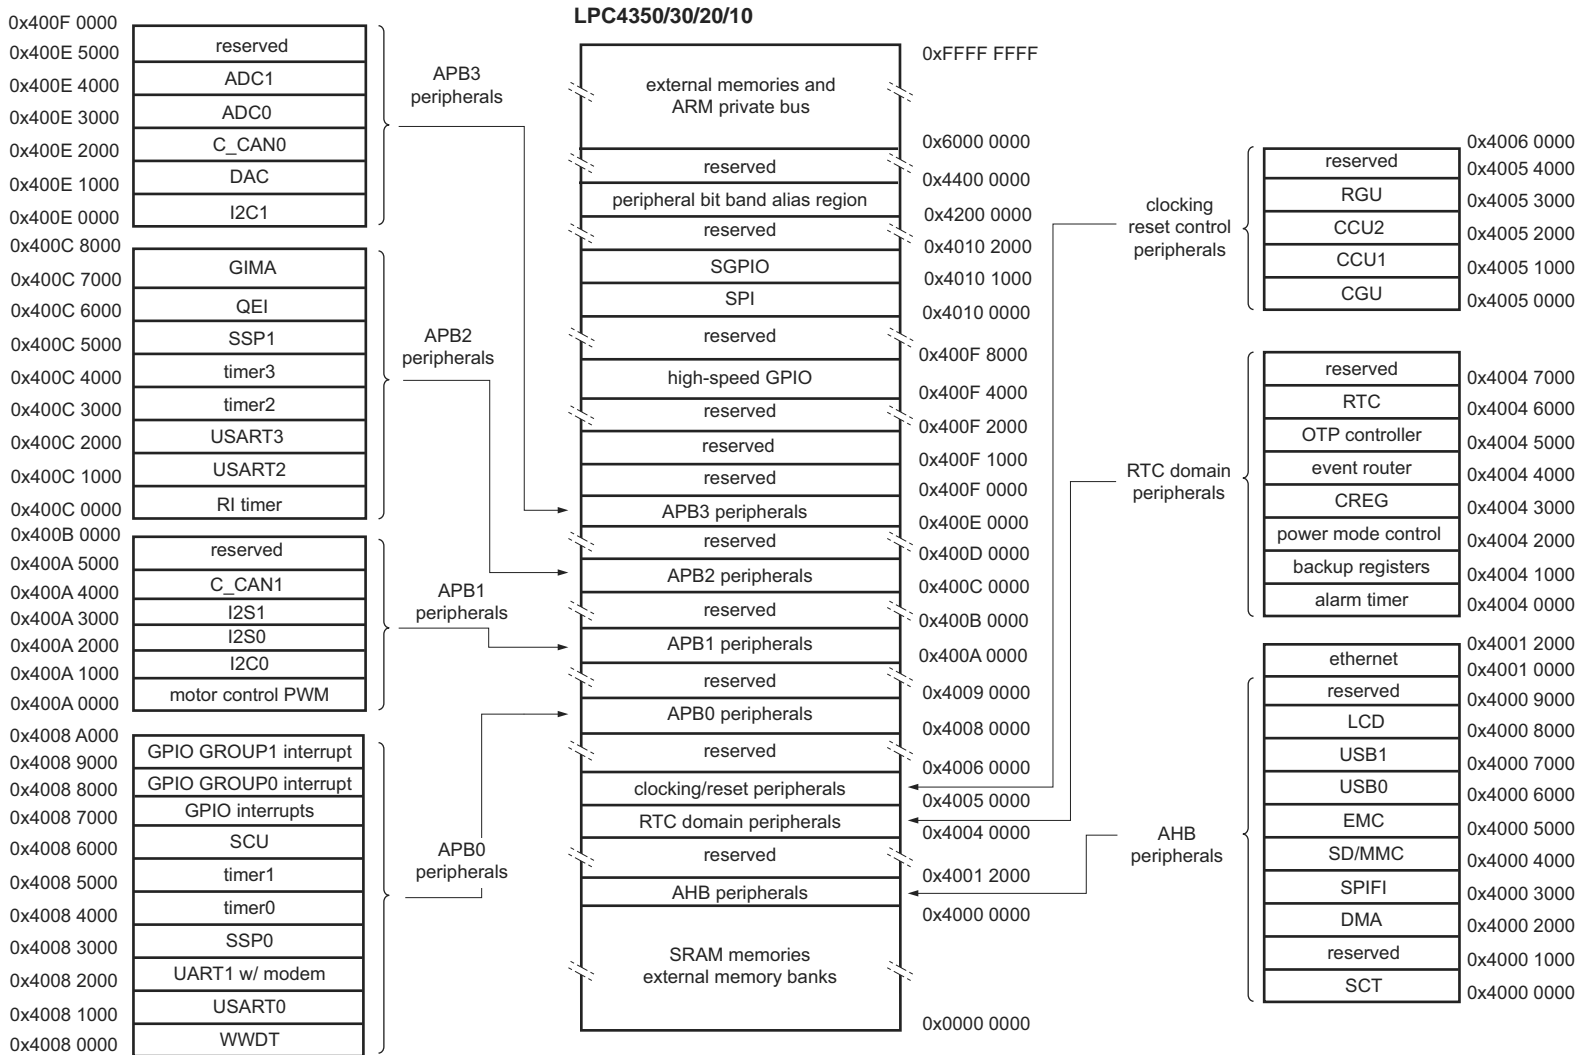 LPC4350/30/20/10
0x400F 0000
reserved
0x400E 5000
ADC1
0x400E 4000
ADC0
0x400E 3000
C_CAN0
0x400E 2000
DAC
0x400E 1000
I2C1
0x400E 0000
APB3
peripherals
0x400C 8000
GIMA
0x400C 7000
QEI
0x400C 6000
SSP1
0x400C 5000
timer3
0x400C 4000
timer2
0x400C 3000
USART3
0x400C 2000
USART2
0x400C 1000
RI timer
0x400C 0000
APB2
peripherals
0x400B 0000
reserved
0x400A 5000
C_CAN1
0x400A 4000
I2S1
0x400A 3000
I2S0
0x400A 2000
I2C0
0x400A 1000
motor control PWM
0x400A 0000
APB1
peripherals
0x4008 A000
GPIO GROUP1 interrupt
0x4008 9000
GPIO GROUP0 interrupt
0x4008 8000
GPIO interrupts
0x4008 7000
SCU
0x4008 6000
timer1
0x4008 5000
timer0
0x4008 4000
SSP0
0x4008 3000
UART1 w/ modem
0x4008 2000
USART0
0x4008 1000
WWDT
0x4008 0000
APB0
peripherals
0xFFFF FFFF
external memories and
ARM private bus
0x6000 0000
reserved
0x4400 0000
peripheral bit band alias region
0x4200 0000
reserved
0x4010 2000
SGPIO
0x4010 1000
SPI
0x4010 0000
reserved
0x400F 8000
high-speed GPIO
0x400F 4000
reserved
0x400F 2000
reserved
0x400F 1000
reserved
0x400F 0000
APB3 peripherals
0x400E 0000
reserved
0x400D 0000
APB2 peripherals
0x400C 0000
reserved
0x400B 0000
APB1 peripherals
0x400A 0000
reserved
0x4009 0000
APB0 peripherals
0x4008 0000
reserved
0x4006 0000
clocking/reset peripherals
0x4005 0000
RTC domain peripherals
0x4004 0000
reserved
0x4001 2000
AHB peripherals
0x4000 0000
SRAM memories
external memory banks
0x0000 0000
clocking
reset control
peripherals
0x4006 0000
reserved
0x4005 4000
RGU
0x4005 3000
CCU2
0x4005 2000
CCU1
0x4005 1000
CGU
0x4005 0000
RTC domain
peripherals
reserved
0x4004 7000
RTC
0x4004 6000
OTP controller
0x4004 5000
event router
0x4004 4000
CREG
0x4004 3000
power mode control
0x4004 2000
backup registers
0x4004 1000
alarm timer
0x4004 0000
AHB
peripherals
0x4001 2000
ethernet
0x4001 0000
reserved
0x4000 9000
LCD
0x4000 8000
USB1
0x4000 7000
USB0
0x4000 6000
EMC
0x4000 5000
SD/MMC
0x4000 4000
SPIFI
0x4000 3000
DMA
0x4000 2000
reserved
0x4000 1000
SCT
0x4000 0000